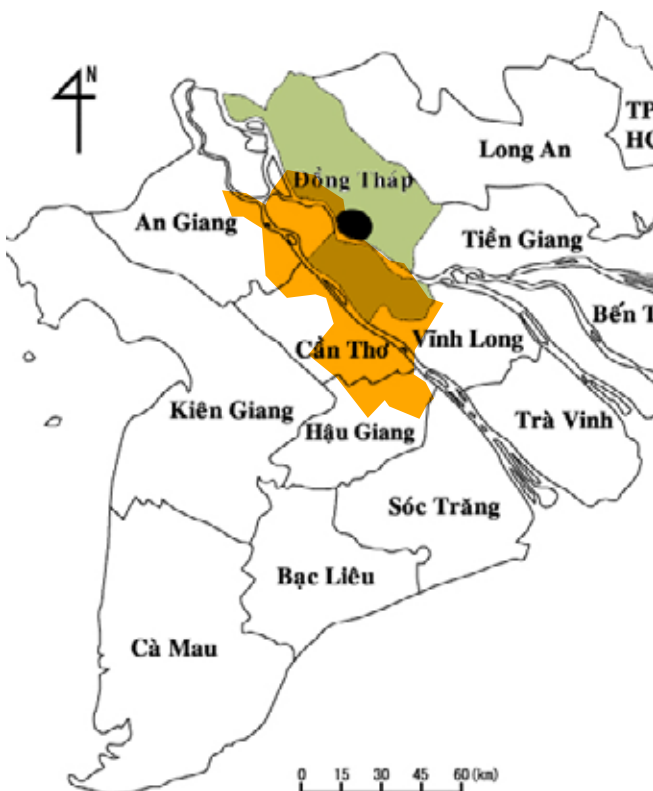 N
TP
HC
Long An
Đồng Tháp
An Giang
Tiền Giang
Bến T
Cần Thơ
Vĩnh Long
Kiên Giang
Hậu Giang
Trà Vinh
Sóc Trăng
Bạc Liêu
Cà Mau
0 15 30 45 60 (km)